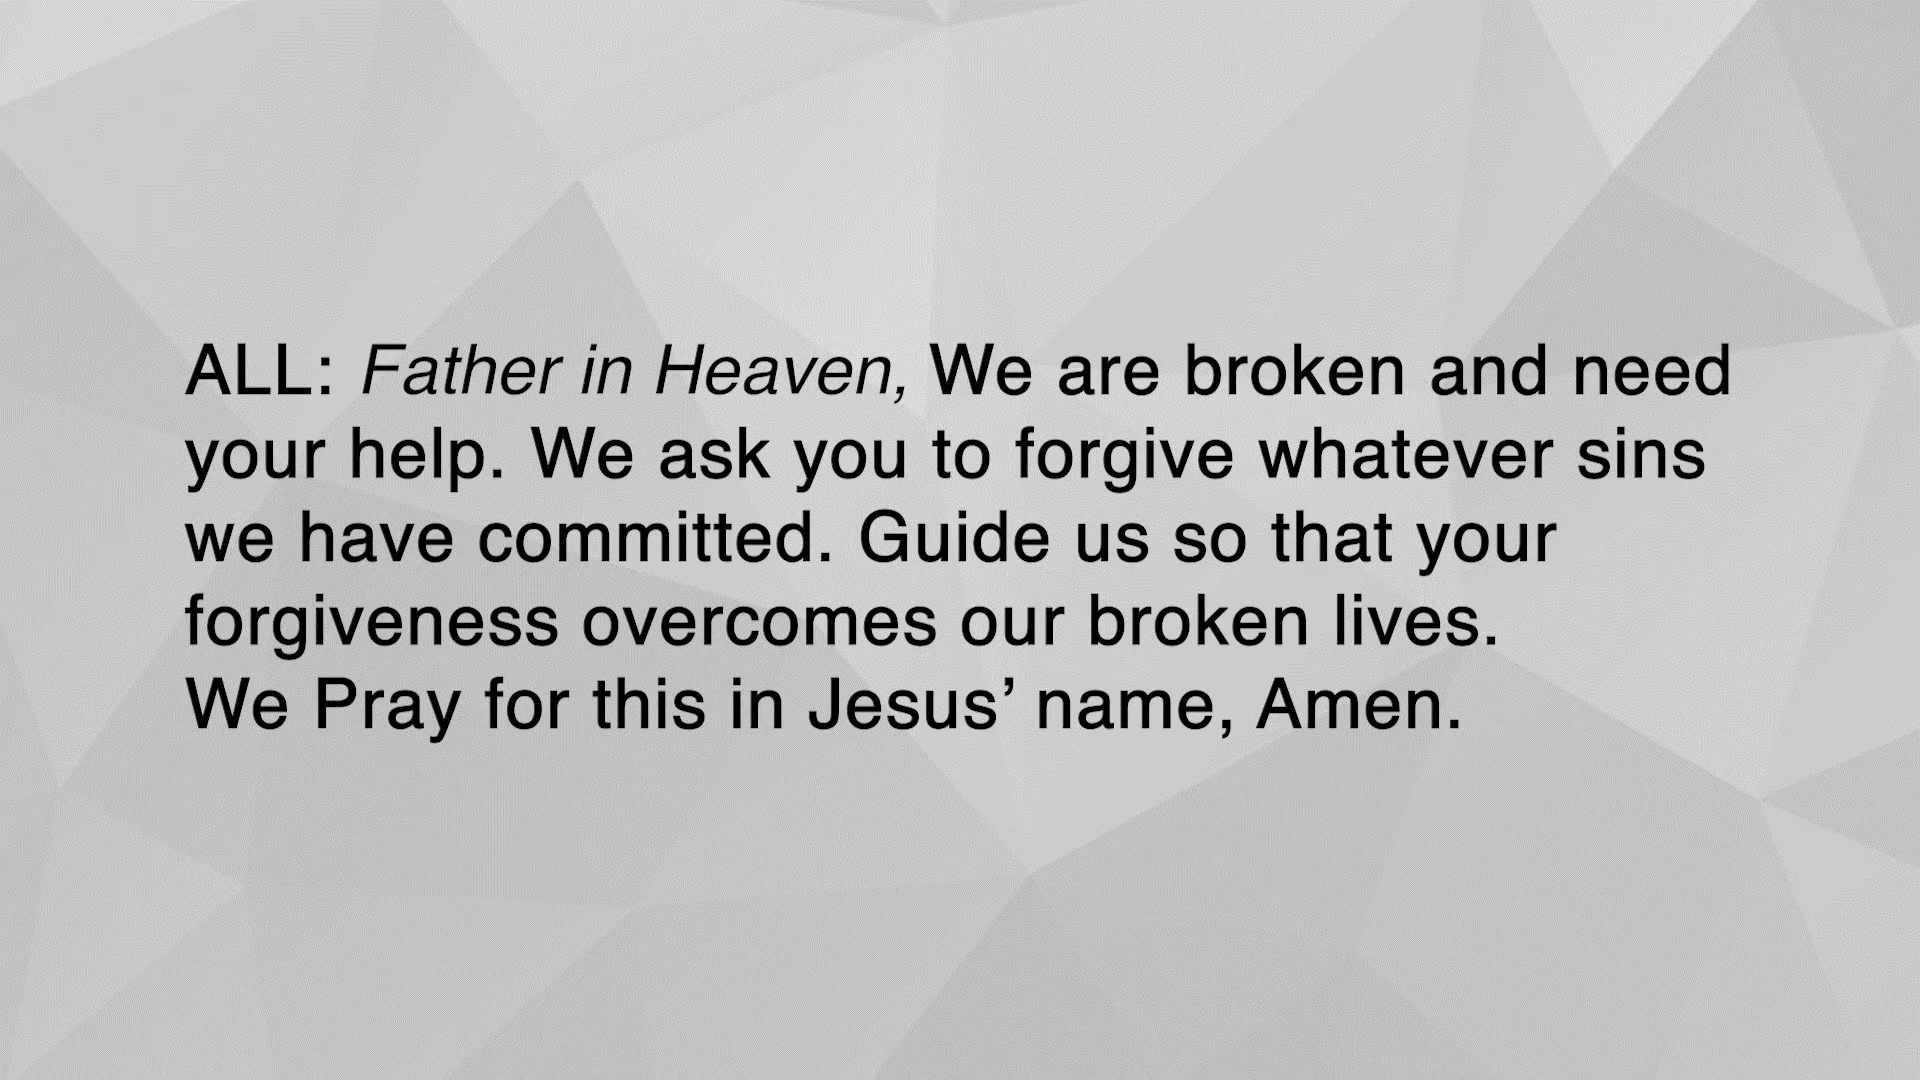 ALL: Father in Heaven, We are broken and need
your help. We ask you to forgive whatever sins
we have committed. Guide us so that your
forgiveness overcomes our broken lives.
We Pray for this in Jesus’ name, Amen.